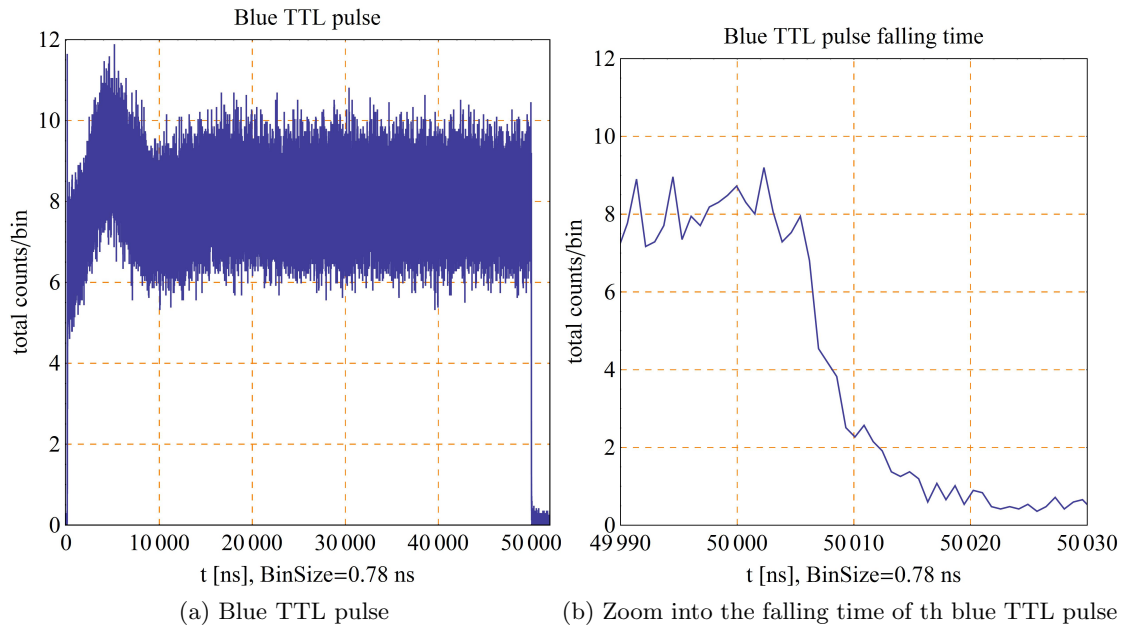 Blue TTL pulse
12
10
8
6
4
2
0
total counts/bin
0 10 000 20 000 30 000 40 000 50 000
t [ns], BinSize=0.78 ns
(a) Blue TTL pulse
Blue TTL pulse falling time
12
10
8
6
4
2
0
total counts/bin
49 990 50 000 50 010 50 020 50 030
t [ns], BinSize=0.78 ns
(b) Zoom into the falling time of th blue TTL pulse